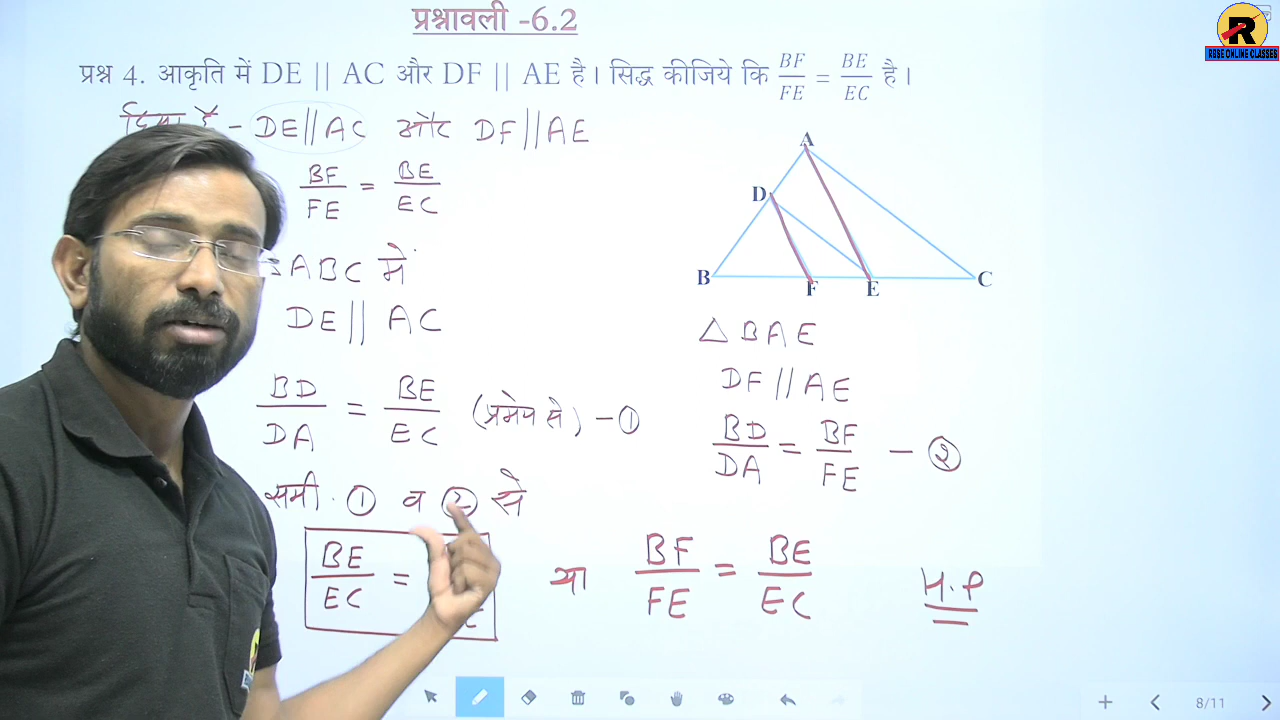 प्रश्नावली -6.2
R
ROSE ONLINE CLASSES
प्रश्न 4. आकृति में DE || AC और DF || AE है। सिद्ध कीजिये कि BF/FE = BE/EC है।
- DE || AC और DF || AE
BF/FE = BE/EC
A
D
B
F
E
C
ABC में
DE || AC
BD/DA = BE/EC (प्रमेय से) - ①
△ BAE
DF || AE
BD/DA = BF/FE - ②
समी. ① व ② से
BE/EC =
या BF/FE = BE/EC
H.P
8/11